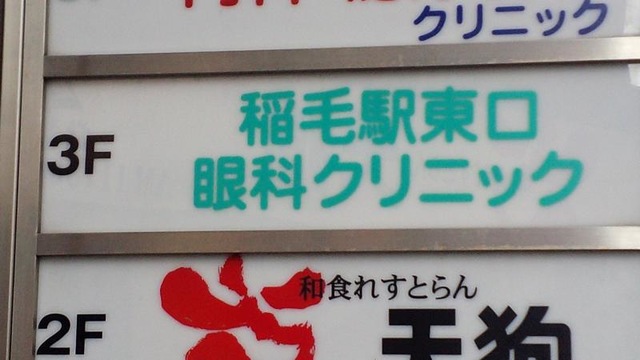 クリニック
3F
稲毛駅東口
眼科クリニック
2F
和食れすとらん
天狗